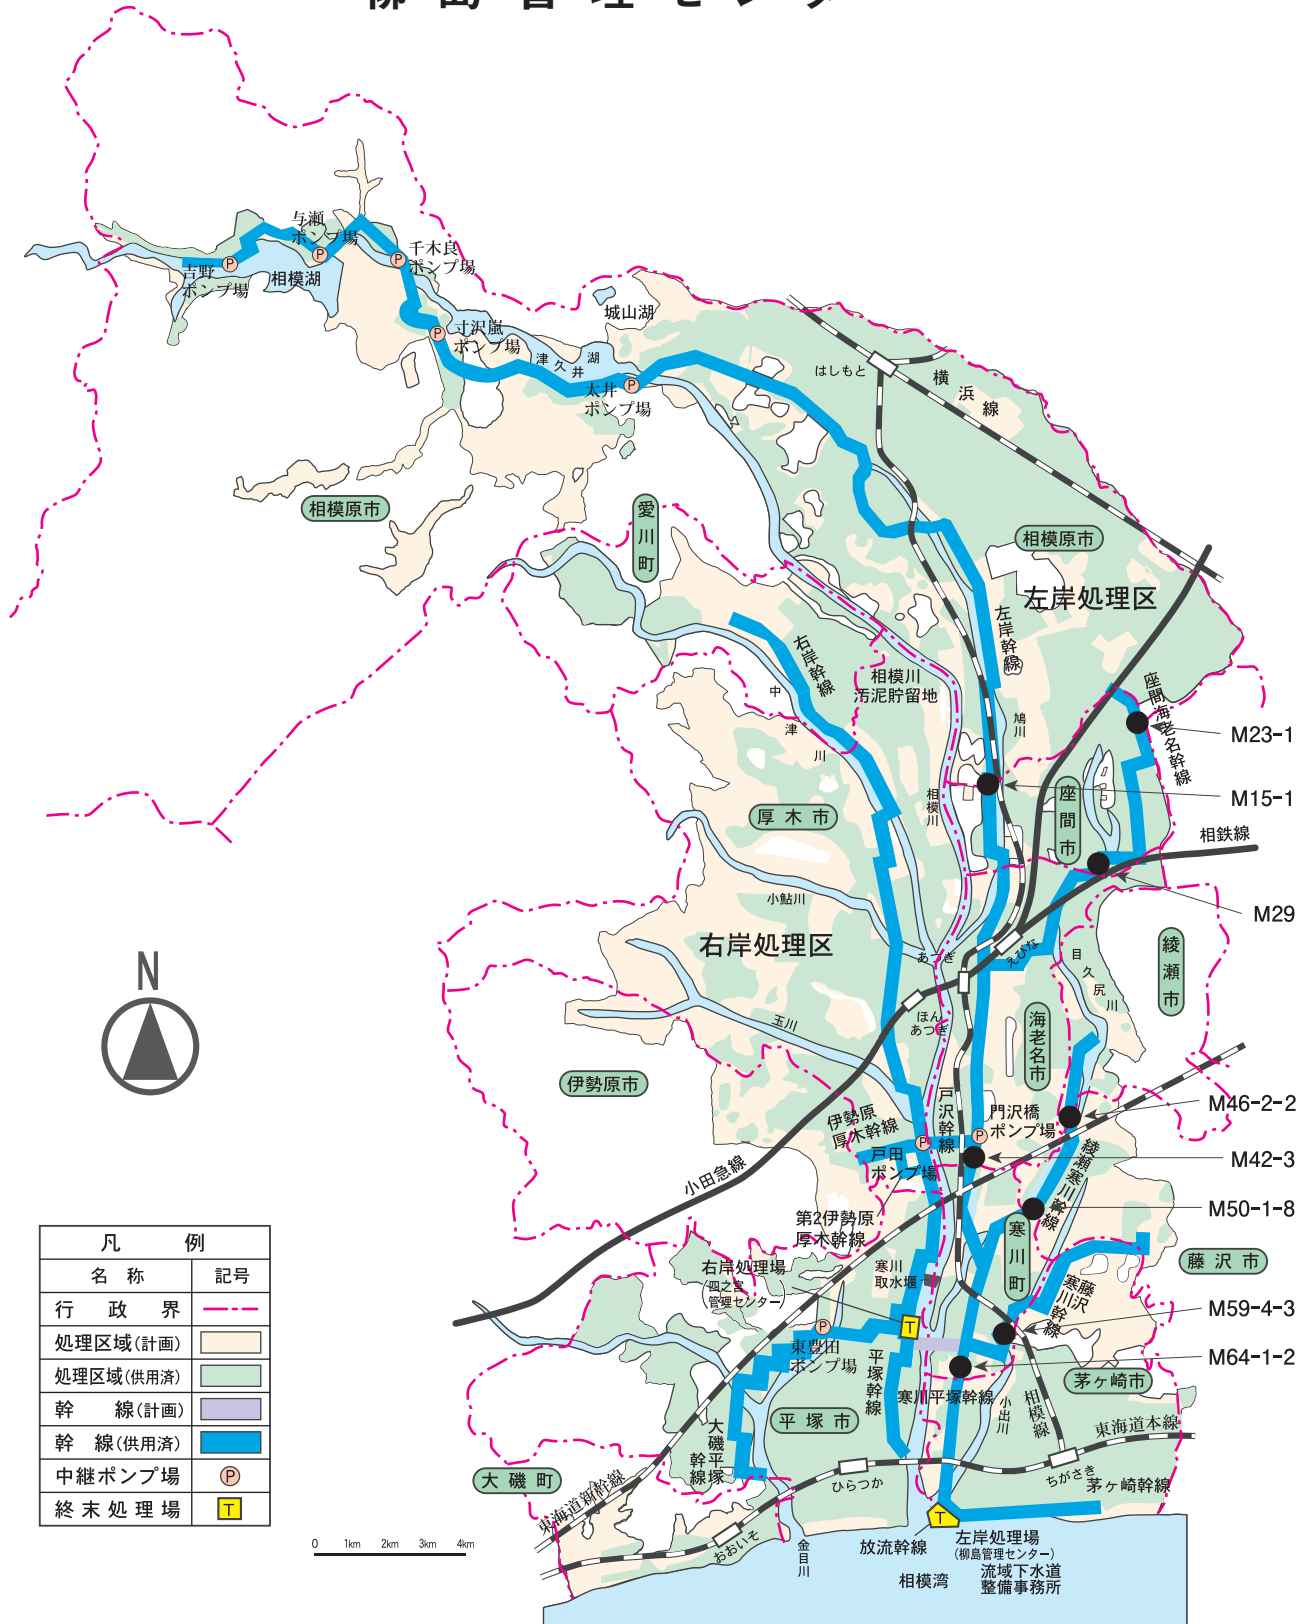 柳島管理センター
与瀬
ポンプ場
千木良
ポンプ場
吉野
ポンプ場
相模湖
寸沢嵐
ポンプ場
城山湖
津久井湖
太井
ポンプ場
はしもと
横浜線
相模原市
愛川町
相模原市
左岸処理区
左岸幹線
右岸幹線
相模川
汚泥貯留地
中津川
鳩川
座間海老名幹線
M23-1
M15-1
相模川
座間市
厚木市
相鉄線
小鮎川
M29
右岸処理区
あつぎ
えびな
綾瀬市
目久尻川
N
ほん
あつぎ
玉川
海老名市
伊勢原市
戸沢幹線
M46-2-2
伊勢原
厚木幹線
門沢橋
ポンプ場
戸田
ポンプ場
M42-3
小田急線
綾瀬寒川幹線
第2伊勢原
厚木幹線
M50-1-8
寒川町
右岸処理場
四之宮
管理センター)
寒川
取水堰
藤沢市
寒川藤沢幹線
M59-4-3
東豊田
ポンプ場
平塚幹線
M64-1-2
寒川平塚幹線
茅ヶ崎市
小出川
相模線
平塚市
大磯平塚幹線
東海道本線
大磯町
東海道新幹線
ひらつか
ちがさき
茅ヶ崎幹線
おおいそ
金目川
放流幹線
左岸処理場
(柳島管理センター)
流域下水道
整備事務所
相模湾
凡例
名称 記号
行政界
処理区域(計画)
処理区域(供用済)
幹線(計画)
幹線(供用済)
中継ポンプ場 P
終末処理場 T
0 1km 2km 3km 4km